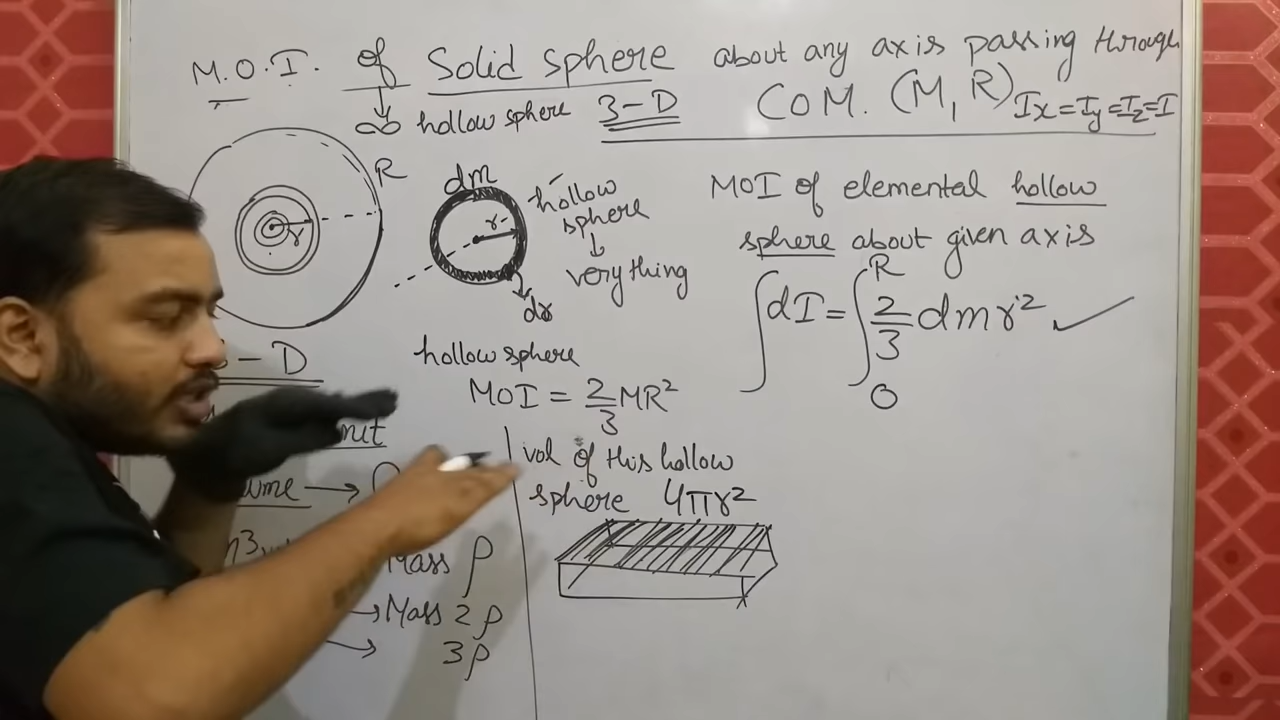 M.O.I. of Solid sphere about any axis passing through
∞ hollow sphere 3-D COM. (M, R) Ix=Iy=Iz=I
R
r
dm
r
dr
hollow
sphere
↓
very thing
-D
hollow sphere
MOI = 2/3 MR²
vol of this hollow
sphere 4πr²
→
Mass ρ
→Mass 2ρ
→ 3ρ
MOI of elemental hollow
sphere about given axis
∫dI = ∫₀ᴿ 2/3 dm r² ✓